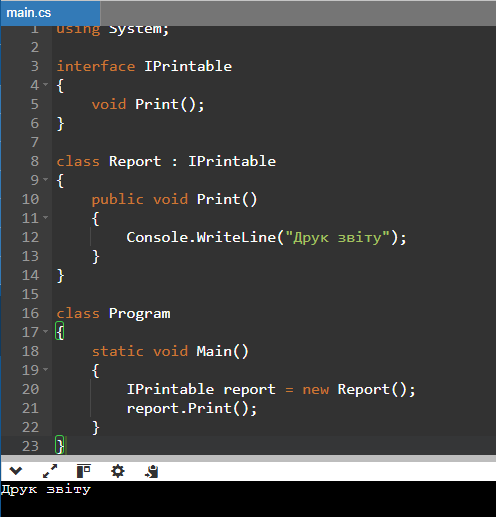 main.cs
1 using System;
2
3 interface IPrintable
4 {
5 void Print();
6 }
7
8 class Report : IPrintable
9 {
10 public void Print()
11 {
12 Console.WriteLine("Друк звіту");
13 }
14 }
15
16 class Program
17 {
18 static void Main()
19 {
20 IPrintable report = new Report();
21 report.Print();
22 }
23 }
Друк звіту